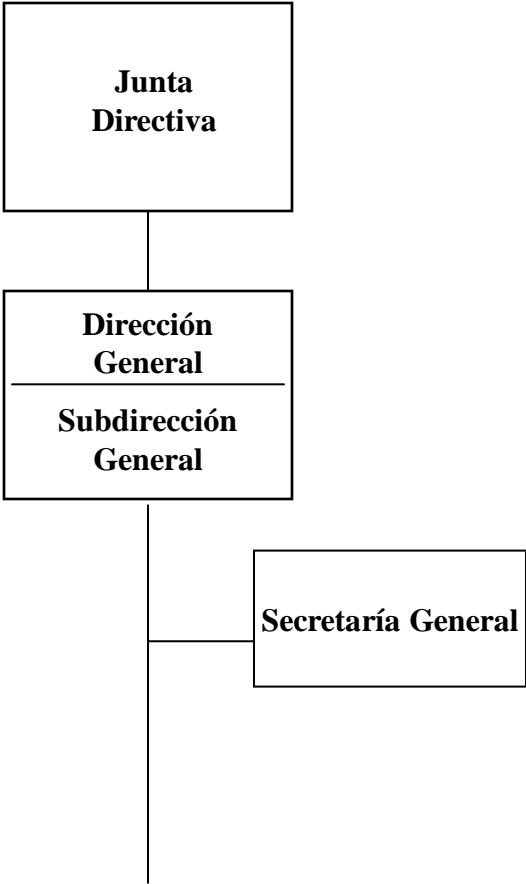 Junta
Directiva
Dirección
General
Subdirección
General
Secretaría General